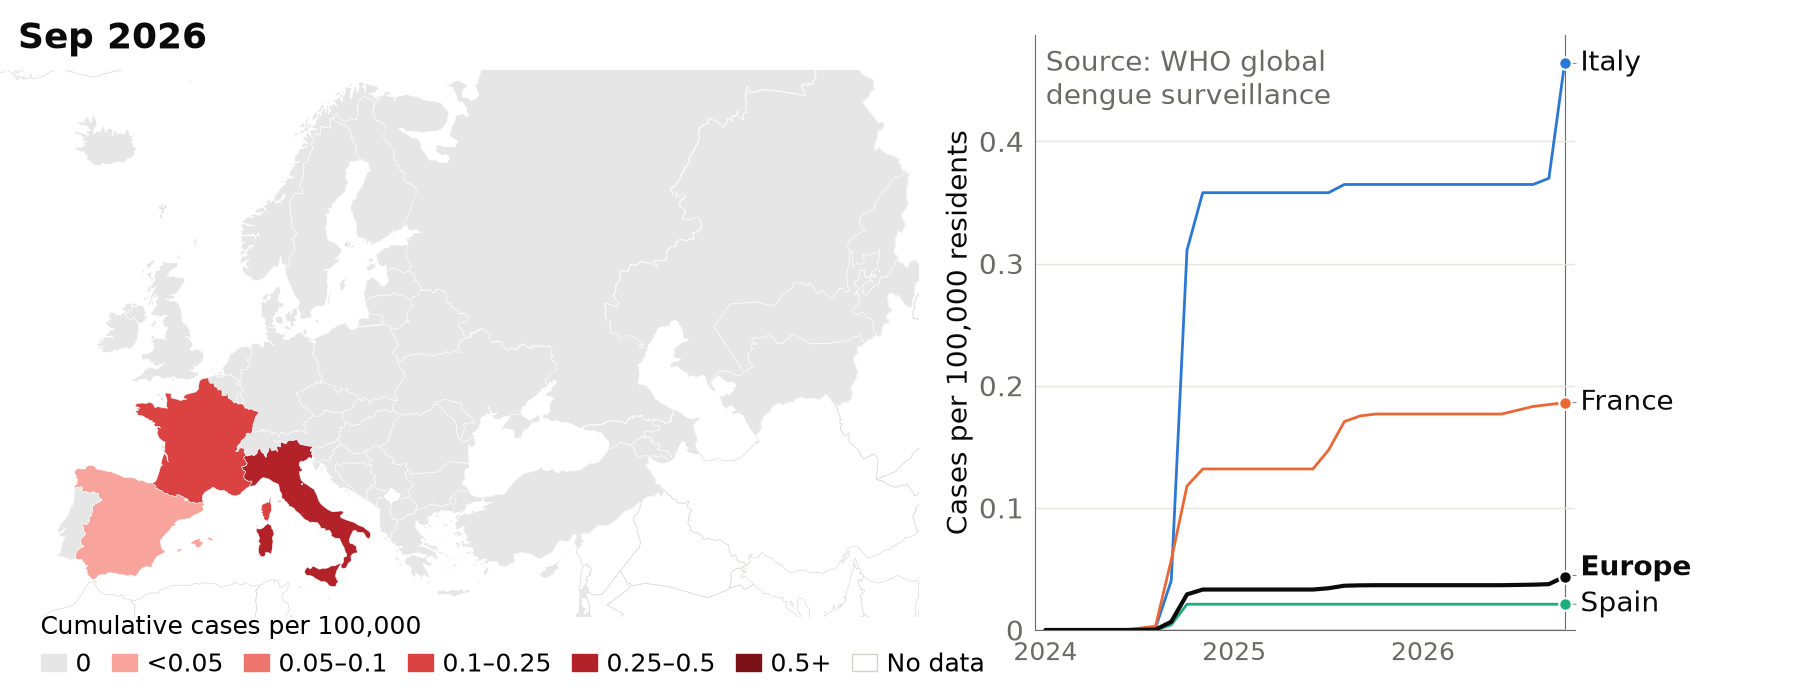 Sep 2026
Cumulative cases per 100,000
0
<0.05
0.05–0.1
0.1–0.25
0.25–0.5
0.5+
No data
Source: WHO global
dengue surveillance
Cases per 100,000 residents
0.4
0.3
0.2
0.1
0
2024
2025
2026
Italy
France
Europe
Spain